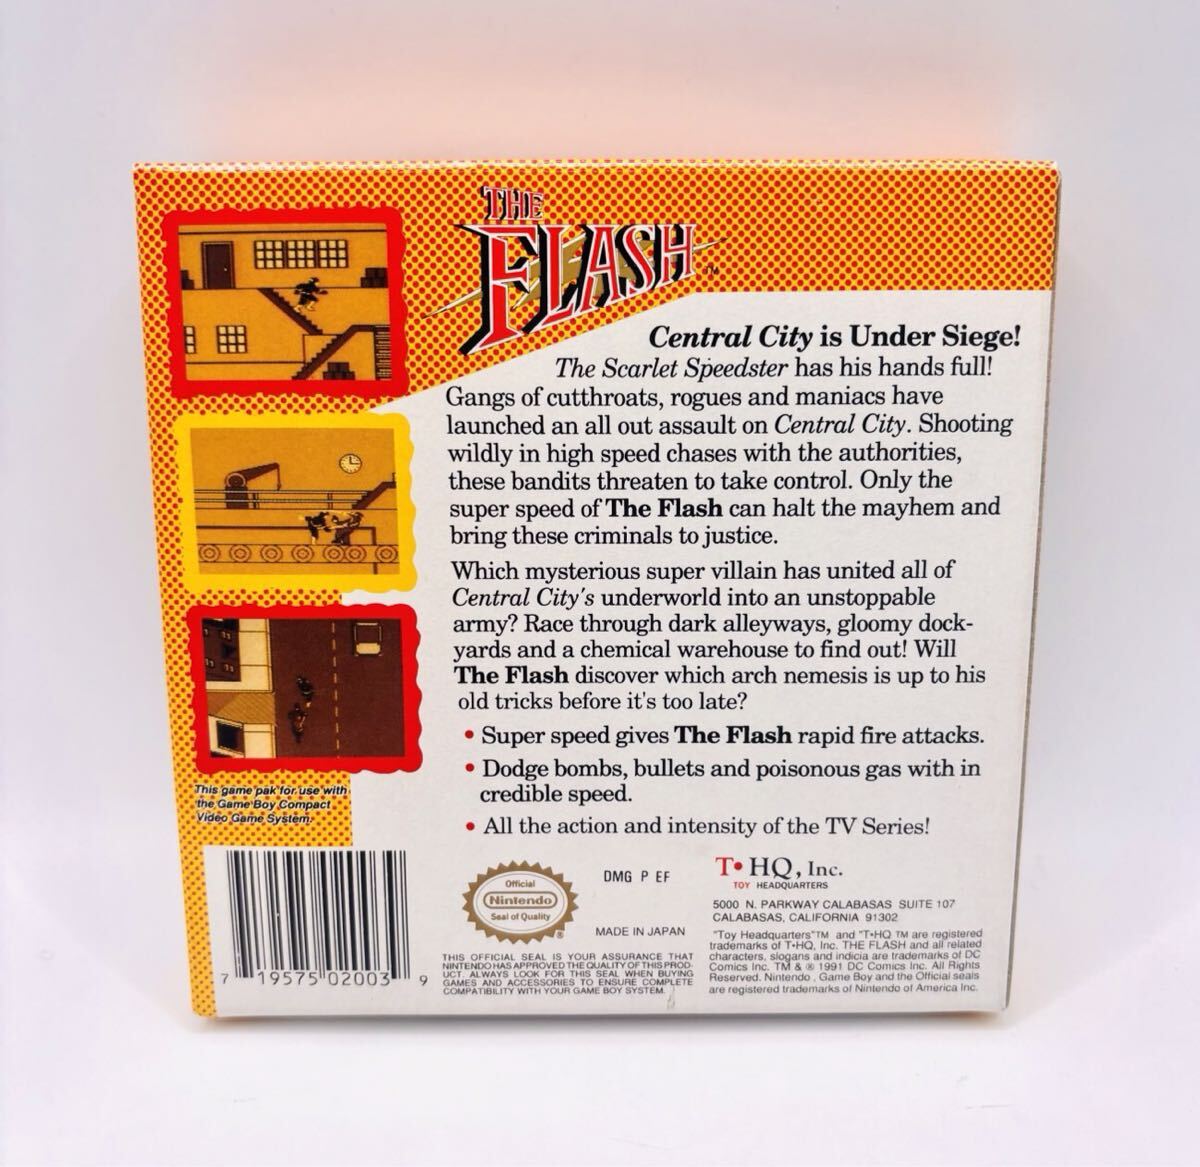 THE
FLASH™
Central City is Under Siege!
The Scarlet Speedster has his hands full!
Gangs of cutthroats, rogues and maniacs have
launched an all out assault on Central City. Shooting
wildly in high speed chases with the authorities,
these bandits threaten to take control. Only the
super speed of The Flash can halt the mayhem and
bring these criminals to justice.
Which mysterious super villain has united all of
Central City's underworld into an unstoppable
army? Race through dark alleyways, gloomy dock-
yards and a chemical warehouse to find out! Will
The Flash discover which arch nemesis is up to his
old tricks before it's too late?
• Super speed gives The Flash rapid fire attacks.
• Dodge bombs, bullets and poisonous gas with in
credible speed.
• All the action and intensity of the TV Series!
This game pak for use with
the Game Boy Compact
Video Game System.
7 19575 02003 9
Official
Nintendo
Seal of Quality
®
DMG P EF
MADE IN JAPAN
THIS OFFICIAL SEAL IS YOUR ASSURANCE THAT
NINTENDO HAS APPROVED THE QUALITY OF THIS PROD-
UCT. ALWAYS LOOK FOR THIS SEAL WHEN BUYING
GAMES AND ACCESSORIES TO ENSURE COMPLETE
COMPATIBILITY WITH YOUR GAME BOY SYSTEM.
T•HQ, Inc.
TOY HEADQUARTERS
5000 N. PARKWAY CALABASAS SUITE 107
CALABASAS, CALIFORNIA 91302
"Toy Headquarters"TM and "T•HQ TM are registered
trademarks of T•HQ, Inc. THE FLASH and all related
characters, slogans and indicia are trademarks of DC
Comics Inc. TM & ® 1991 DC Comics Inc. All Rights
Reserved. Nintendo, Game Boy and the Official seals
are registered trademarks of Nintendo of America Inc.